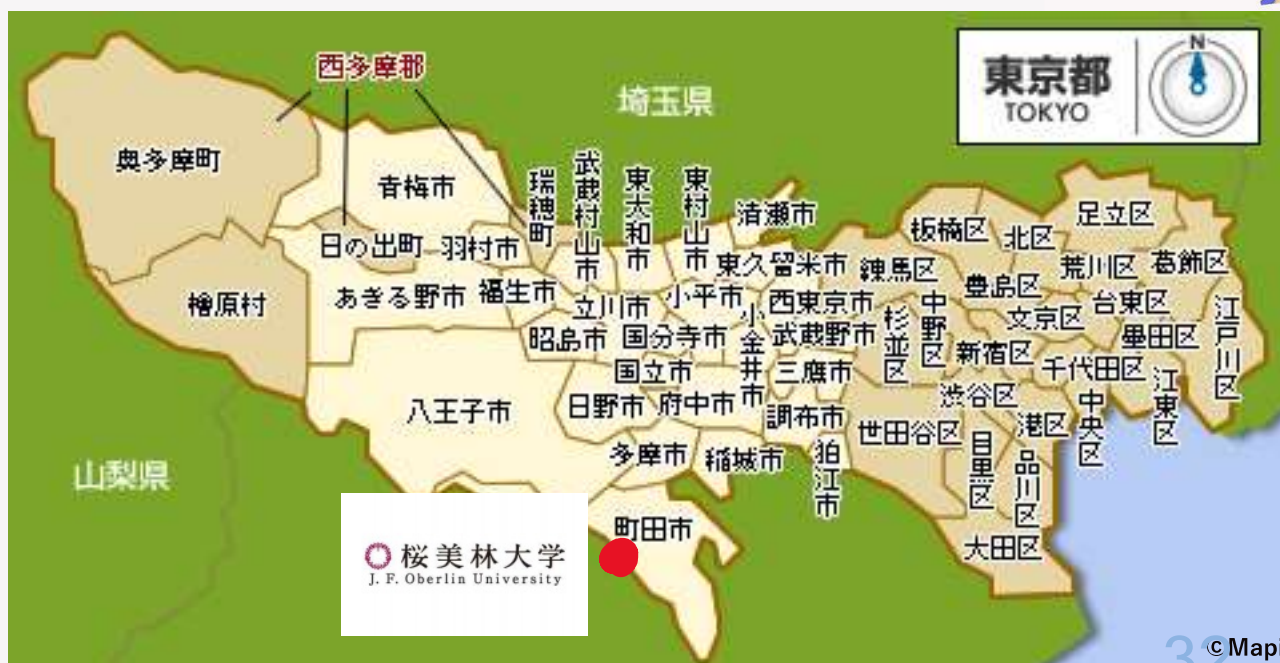 西多摩郡
埼玉県
東京都
TOKYO
N
奥多摩町
青梅市
瑞穂町
武蔵村山市
東大和市
東村山市
清瀬市
板橋区
北区
足立区
日の出町
羽村市
東久留米市
練馬区
荒川区
葛飾区
檜原村
あきる野市
福生市
立川市
小平市
西東京市
豊島区
台東区
江戸川区
昭島市
国分寺市
小金井市
武蔵野市
杉並区
中野区
文京区
墨田区
新宿区
国立市
三鷹市
千代田区
江東区
八王子市
日野市
府中市
調布市
渋谷区
中央区
世田谷区
目黒区
港区
品川区
多摩市
稲城市
狛江市
山梨県
町田市
大田区
桜美林大学
J. F. Oberlin University
©Mapi